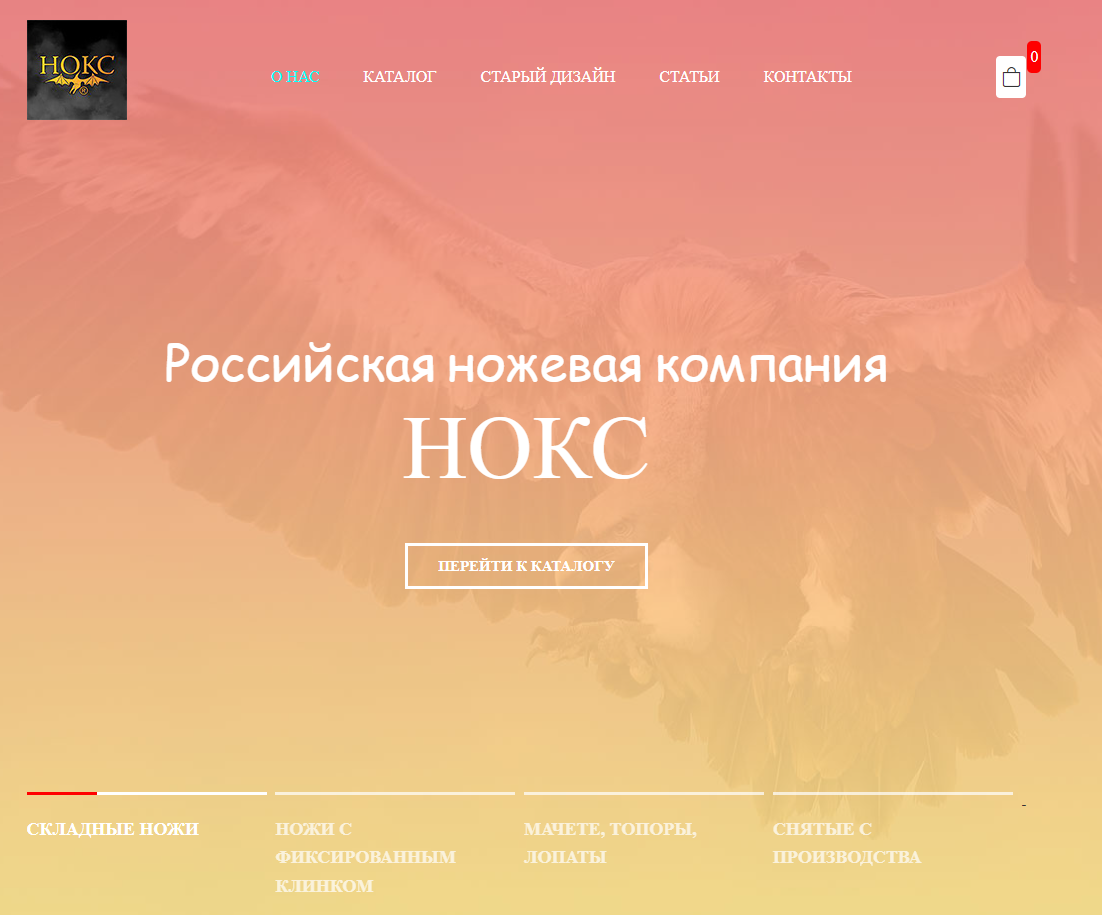 НОКС
®
О НАС
КАТАЛОГ
СТАРЫЙ ДИЗАЙН
СТАТЬИ
КОНТАКТЫ
0
Российская ножевая компания
НОКС
ПЕРЕЙТИ К КАТАЛОГУ
СКЛАДНЫЕ НОЖИ
НОЖИ С
ФИКСИРОВАННЫМ
КЛИНКОМ
МАЧЕТЕ, ТОПОРЫ,
ЛОПАТЫ
СНЯТЫЕ С
ПРОИЗВОДСТВА
-